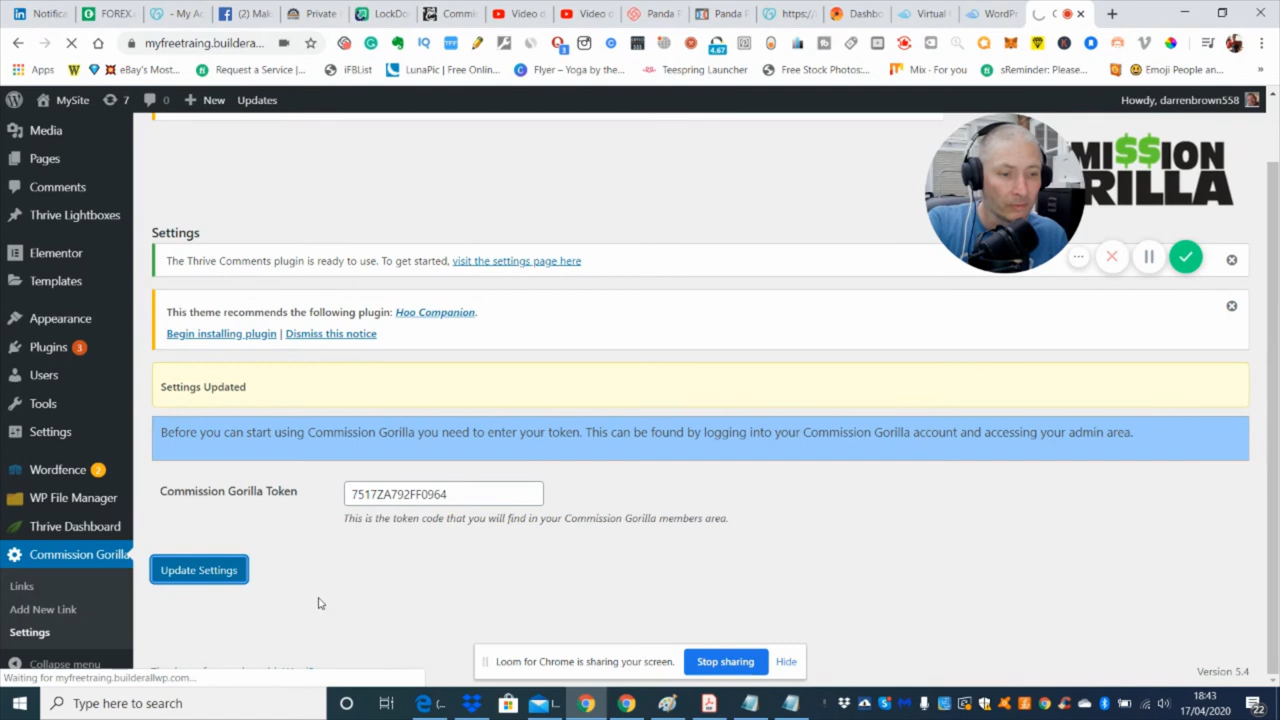 FOREX.
- My Ac
(2) Mak
Private
LockDo
Commis
Video d
Video d
Panda F
Panda F
https://
Dashbo
Virtual
WordPr
C
myfreetraing.buildera...
3
4.67
Apps
eBay's Most...
Request a Service |...
iFBList
LunaPic | Free Onlin...
Flyer – Yoga by the...
Teespring Launcher
Free Stock Photos:...
Mix - For you
sReminder: Please...
Emoji People an...
MySite
7
0
New
Updates
Howdy, darrenbrown558
Media
Pages
Comments
Thrive Lightboxes
Elementor
Templates
Appearance
Plugins 3
Users
Tools
Settings
Wordfence 2
WP File Manager
Thrive Dashboard
Commission Gorilla
Links
Add New Link
Settings
Collapse menu
MI$$ION
RILLA
Settings
The Thrive Comments plugin is ready to use. To get started, visit the settings page here
This theme recommends the following plugin: Hoo Companion.
Begin installing plugin | Dismiss this notice
Settings Updated
Before you can start using Commission Gorilla you need to enter your token. This can be found by logging into your Commission Gorilla account and accessing your admin area.
Commission Gorilla Token
7517ZA792FF0964
This is the token code that you will find in your Commission Gorilla members area.
Update Settings
Loom for Chrome is sharing your screen.
Stop sharing
Hide
Version 5.4
Waiting for myfreetraing.builderallwp.com...
Type here to search
18:43
17/04/2020
22